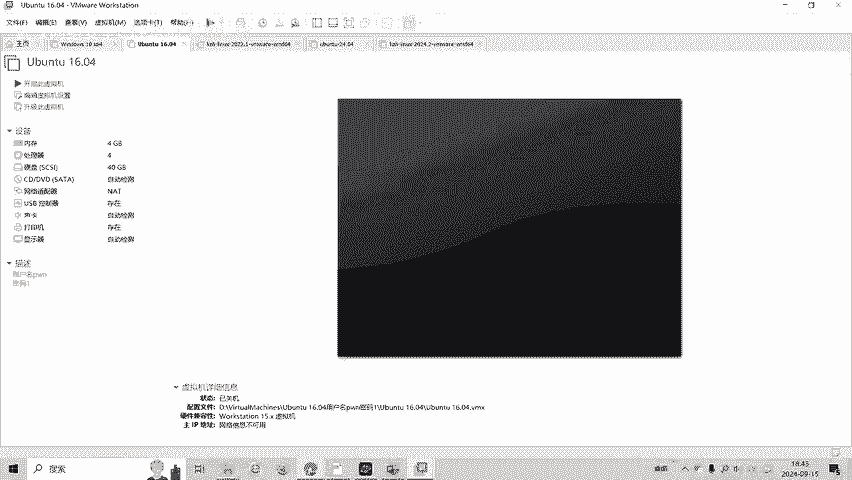 Ubuntu 16.04 - VMware Workstation
文件(F) 编辑(E) 查看(V) 虚拟机(M) 选项卡(T) 帮助(H)
主页 Windows 10 x64 Ubuntu 16.04 ubuntu-24.04 kali-linux-2024.2-vmware-amd64
Ubuntu 16.04
开启此虚拟机
编辑虚拟机设置
升级此虚拟机
设备
内存 4 GB
处理器 4
硬盘 (SCSI) 40 GB
CD/DVD (SATA) 自动检测
网络适配器 NAT
USB 控制器 存在
声卡 自动检测
打印机 存在
显示器 自动检测
描述
账户名pwn
密码1
虚拟机详细信息
状态: 已关机
配置文件: D:\VirtualMachines\Ubuntu 16.04用户名pwn密码1\Ubuntu 16.04\Ubuntu 16.04.vmx
硬件兼容性: Workstation 15.x 虚拟机
主 IP 地址: 网络信息不可用
搜索
18:45
2024-09-15